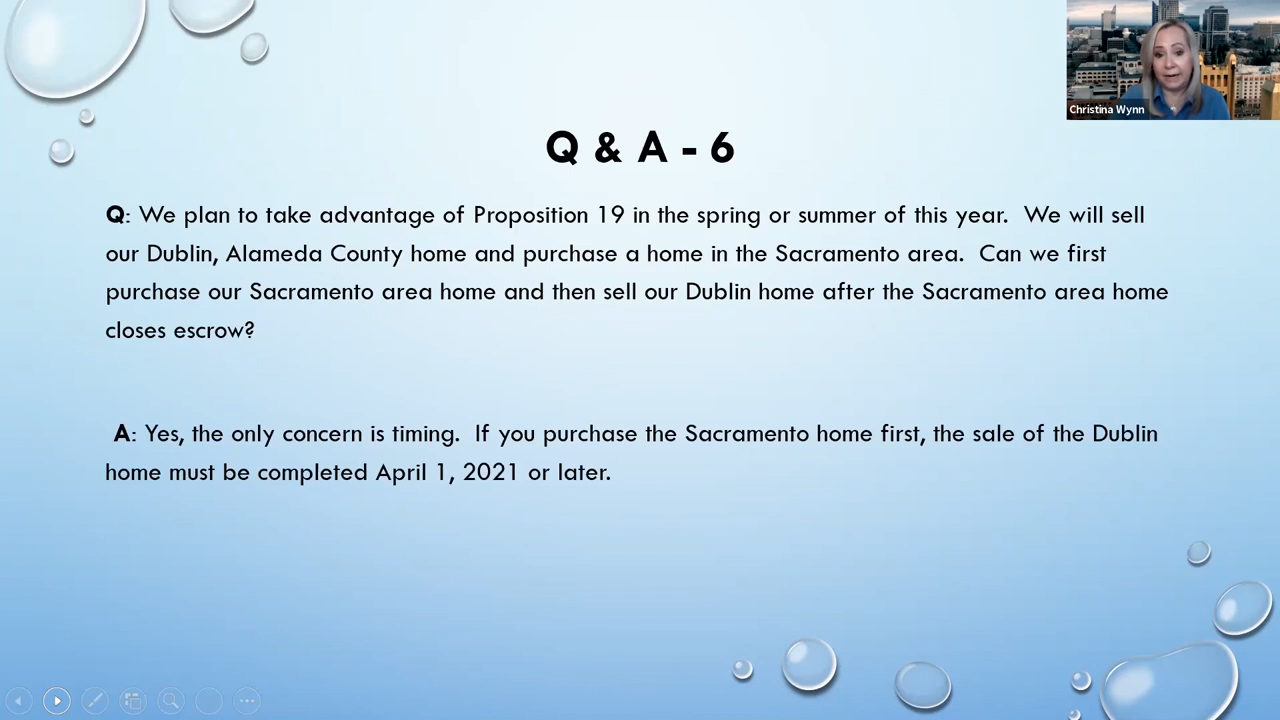 Christina Wynn
Q & A - 6
Q: We plan to take advantage of Proposition 19 in the spring or summer of this year. We will sell
our Dublin, Alameda County home and purchase a home in the Sacramento area. Can we first
purchase our Sacramento area home and then sell our Dublin home after the Sacramento area home
closes escrow?
A: Yes, the only concern is timing. If you purchase the Sacramento home first, the sale of the Dublin
home must be completed April 1, 2021 or later.